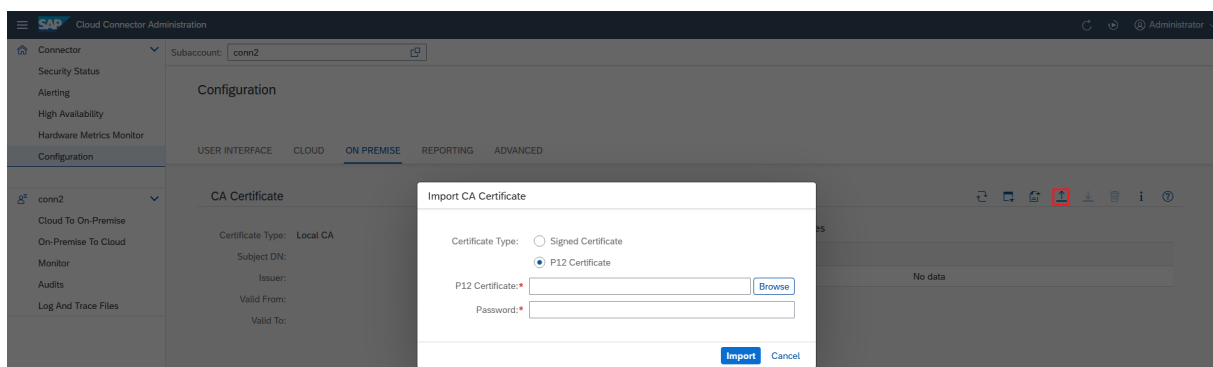 SAP Cloud Connector Administration
Administrator
Connector
Security Status
Alerting
High Availability
Hardware Metrics Monitor
Configuration
conn2
Cloud To On-Premise
On-Premise To Cloud
Monitor
Audits
Log And Trace Files
Subaccount: conn2
Configuration
USER INTERFACE CLOUD ON PREMISE REPORTING ADVANCED
CA Certificate
Certificate Type: Local CA
Subject DN:
Issuer:
Valid From:
Valid To:
es
No data
Import CA Certificate
Certificate Type: Signed Certificate
P12 Certificate
P12 Certificate:* Browse
Password:*
Import Cancel